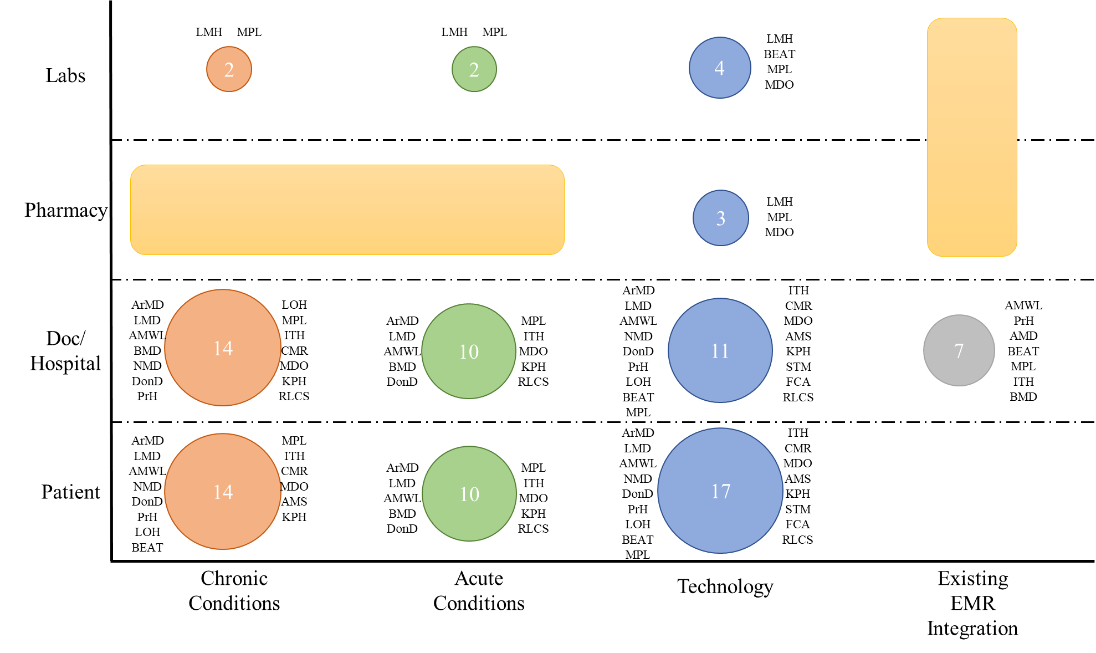 Labs
LMH MPL
2
LMH MPL
2
4
LMH
BEAT
MPL
MDO
Pharmacy
3
LMH
MPL
MDO
Doc/
Hospital
ArMD
LMD
AMWL
BMD
NMD
DonD
PrH
14
LOH
MPL
ITH
CMR
MDO
KPH
RLCS
ArMD
LMD
AMWL
BMD
DonD
10
MPL
ITH
MDO
KPH
RLCS
ArMD
LMD
AMWL
NMD
DonD
PrH
LOH
BEAT
MPL
11
ITH
CMR
MDO
AMS
KPH
STM
FCA
RLCS
7
AMWL
PrH
AMD
BEAT
MPL
ITH
BMD
Patient
ArMD
LMD
AMWL
NMD
DonD
PrH
LOH
BEAT
14
MPL
ITH
CMR
MDO
AMS
KPH
ArMD
LMD
AMWL
BMD
DonD
10
MPL
ITH
MDO
KPH
RLCS
ArMD
LMD
AMWL
NMD
DonD
PrH
LOH
BEAT
MPL
17
ITH
CMR
MDO
AMS
KPH
STM
FCA
RLCS
Chronic
Conditions
Acute
Conditions
Technology
Existing
EMR
Integration